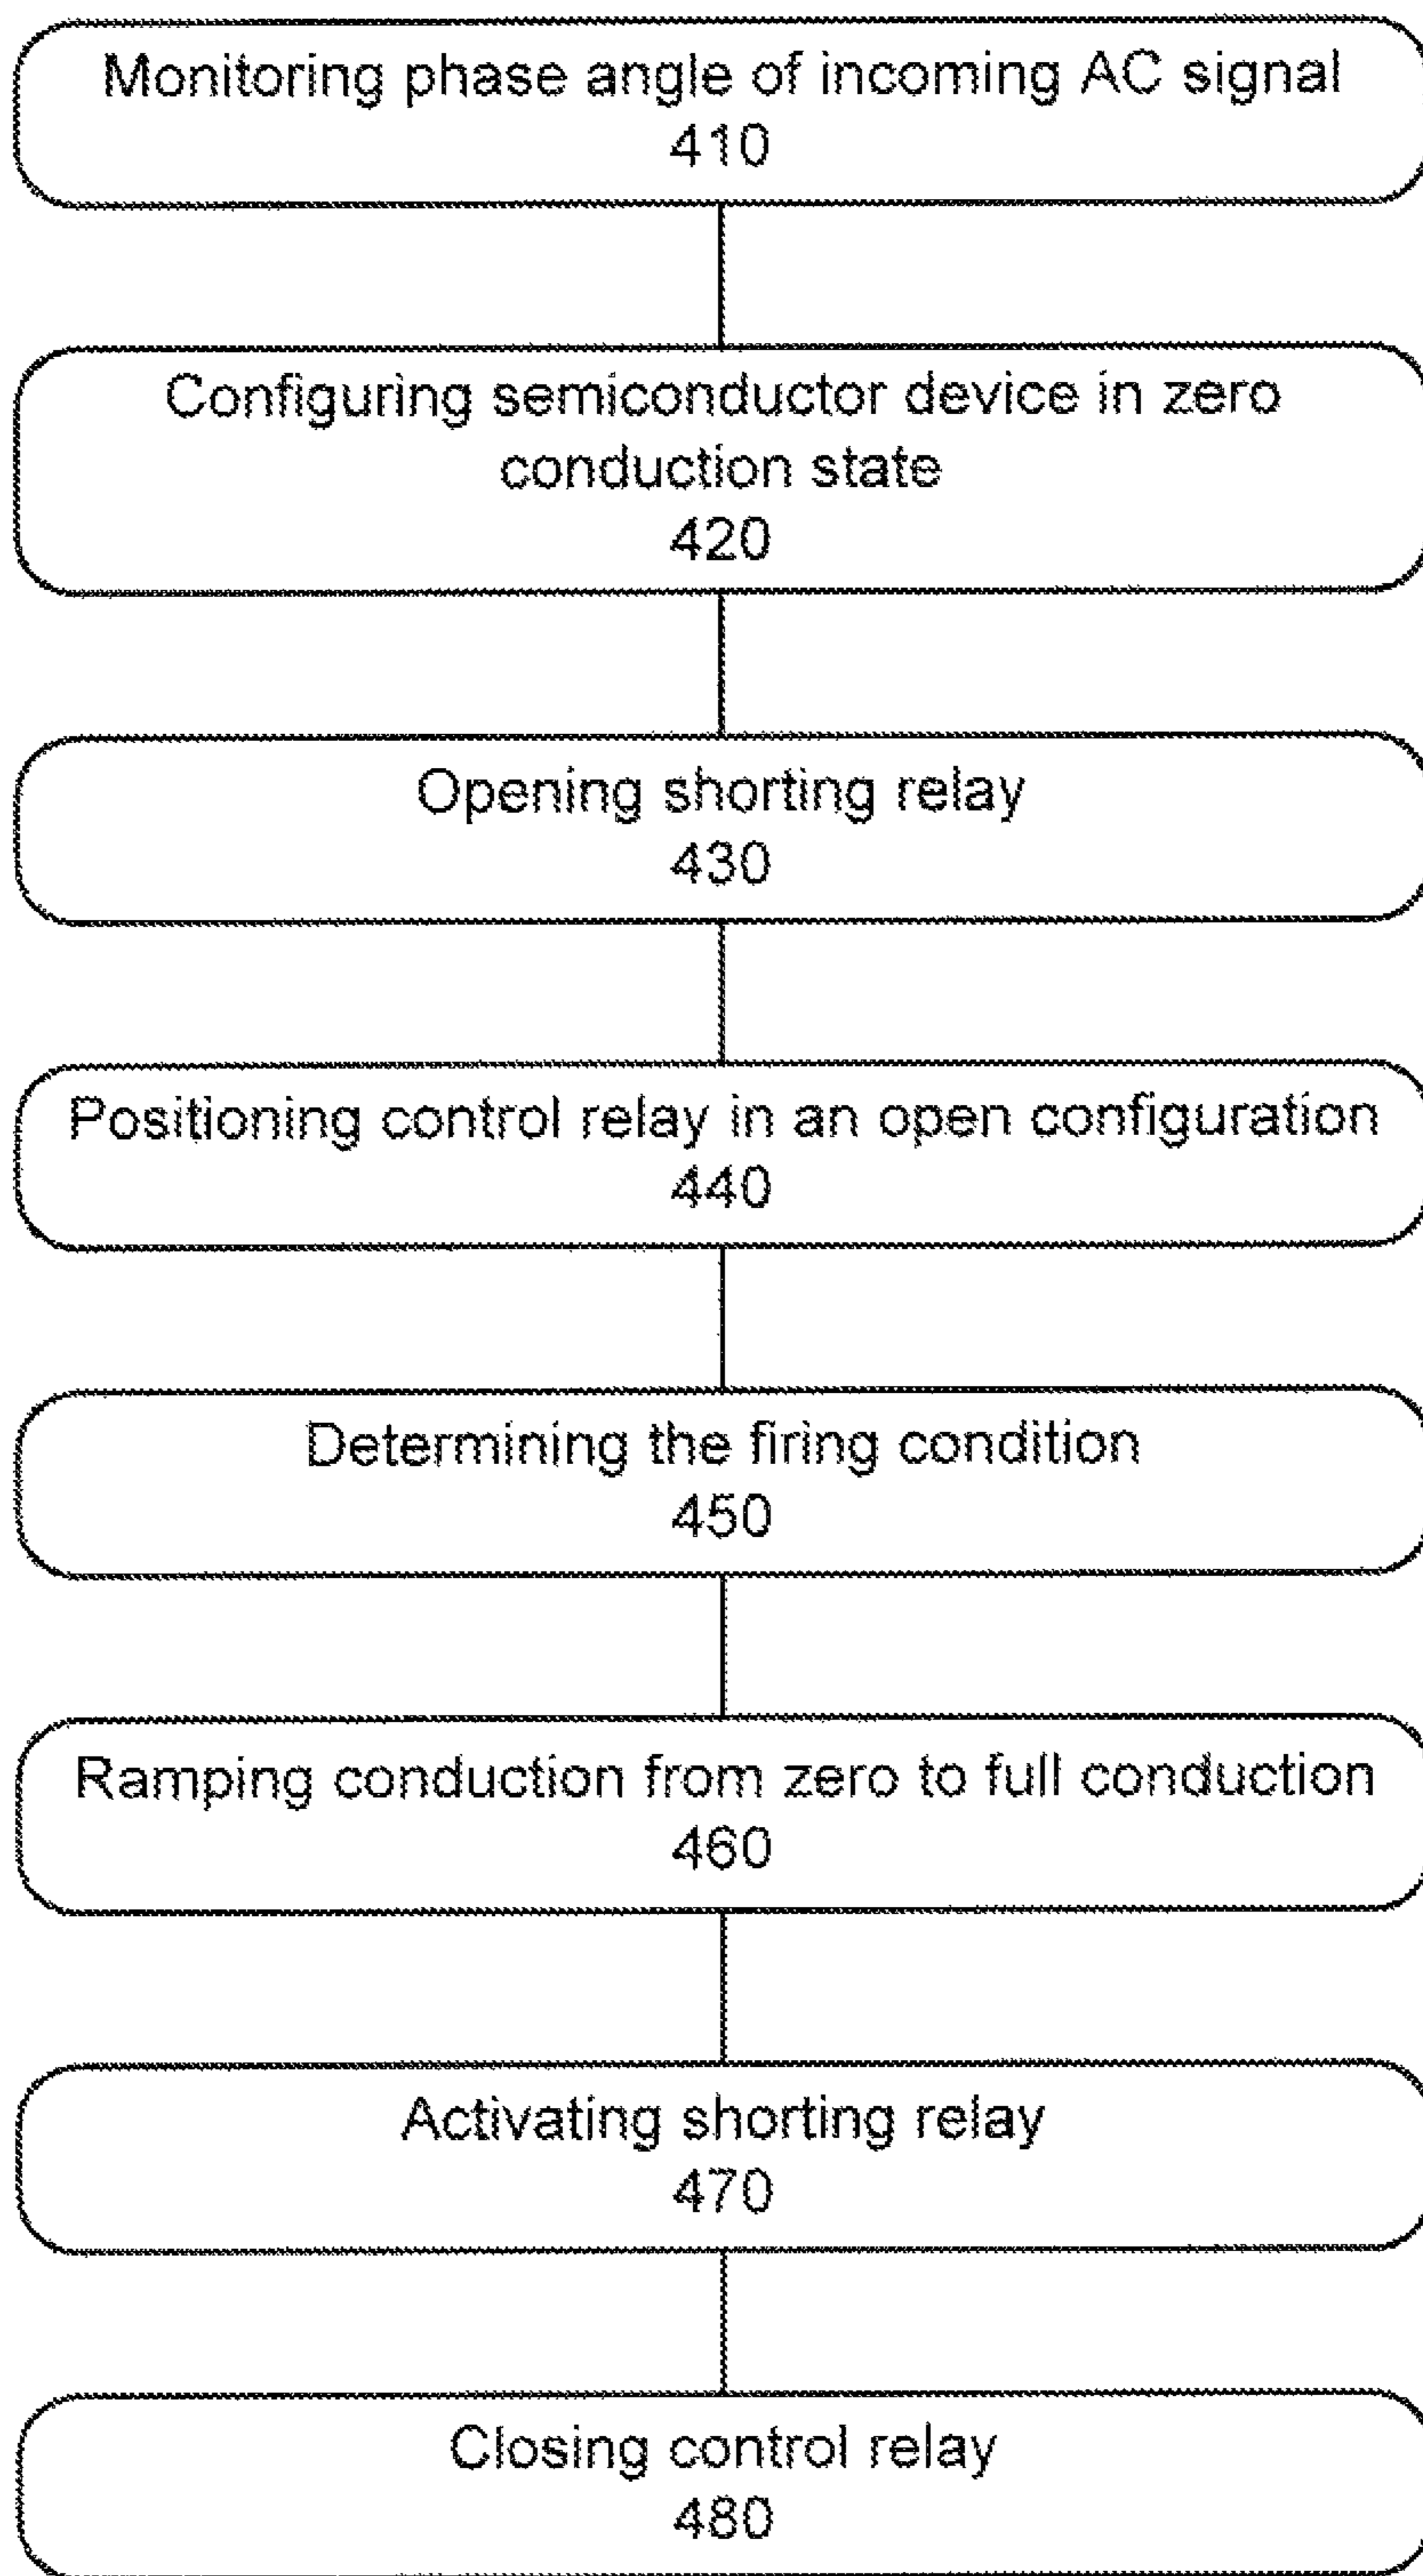 Monitoring phase angle of incoming AC signal
410
Configuring semiconductor device in zero
conduction state
420
Opening shorting relay
430
Positioning control relay in an open configuration
440
Determining the firing condition
450
Ramping conduction from zero to full conduction
460
Activating shorting relay
470
Closing control relay
480